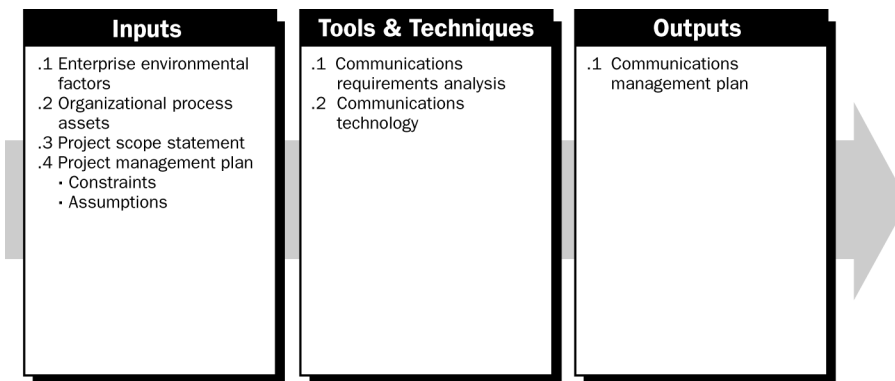 Inputs
.1 Enterprise environmental
factors
.2 Organizational process
assets
.3 Project scope statement
.4 Project management plan
· Constraints
· Assumptions
Tools & Techniques
.1 Communications
requirements analysis
.2 Communications
technology
Outputs
.1 Communications
management plan